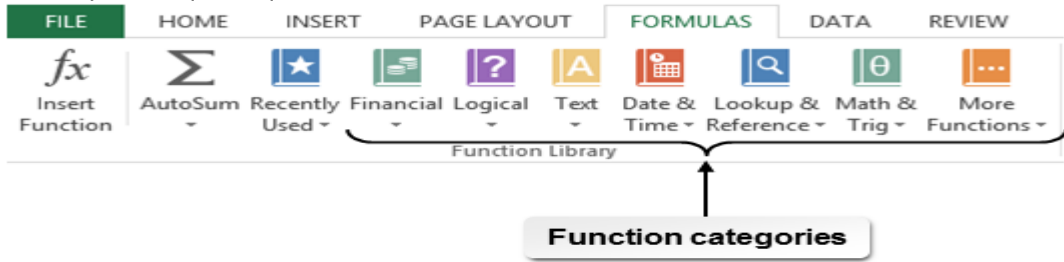 FILE HOME INSERT PAGE LAYOUT FORMULAS DATA REVIEW
fx Σ ? A θ ...
Insert AutoSum Recently Financial Logical Text Date & Lookup & Math & More
Function Used Time Reference Trig Functions
Function Library
Function categories